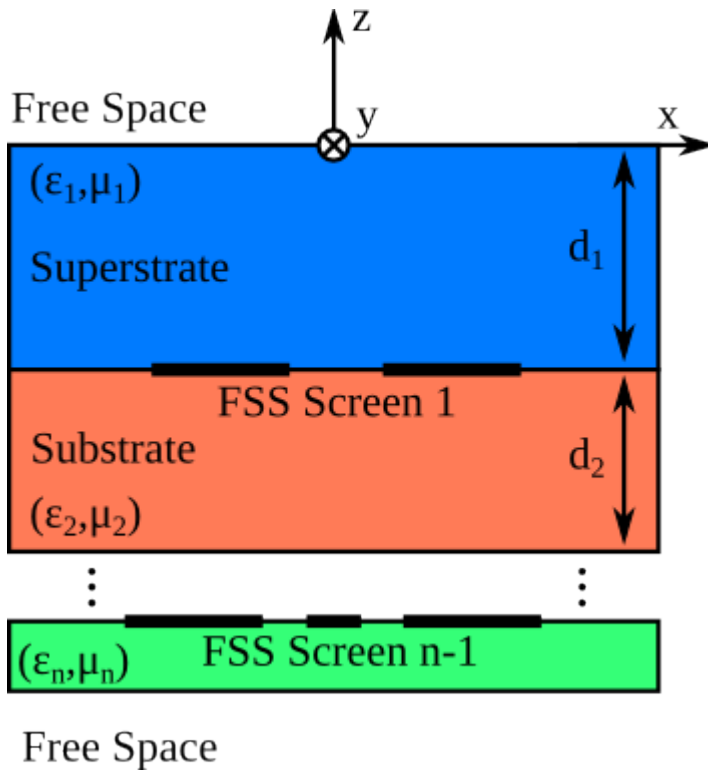 z
Free Space
y
x
(ε₁,μ₁)
Superstrate
d₁
FSS Screen 1
Substrate
d₂
(ε₂,μ₂)
FSS Screen n-1
(εₙ,μₙ)
Free Space